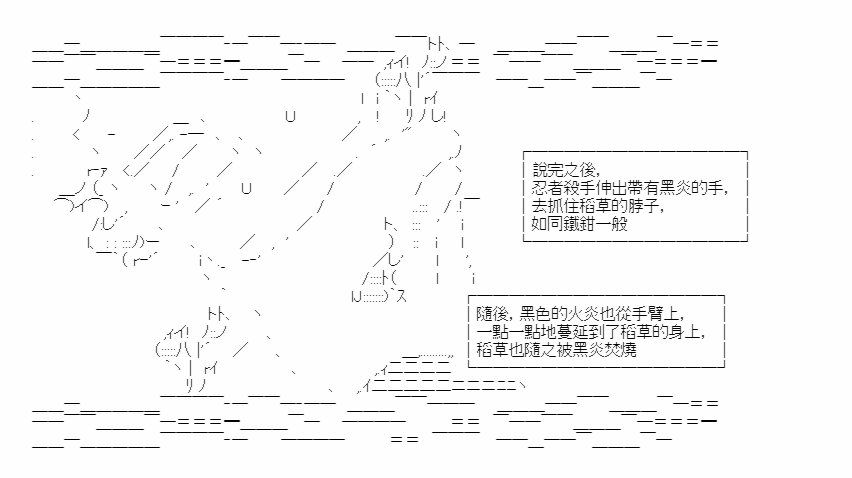 說完之後，
忍者殺手伸出帶有黑炎的手，
去抓住稻草的脖子，
如同鐵鉗一般
隨後，黑色的火炎也從手臂上，
一點一點地蔓延到了稻草的身上，
稻草也隨之被黑炎焚燒